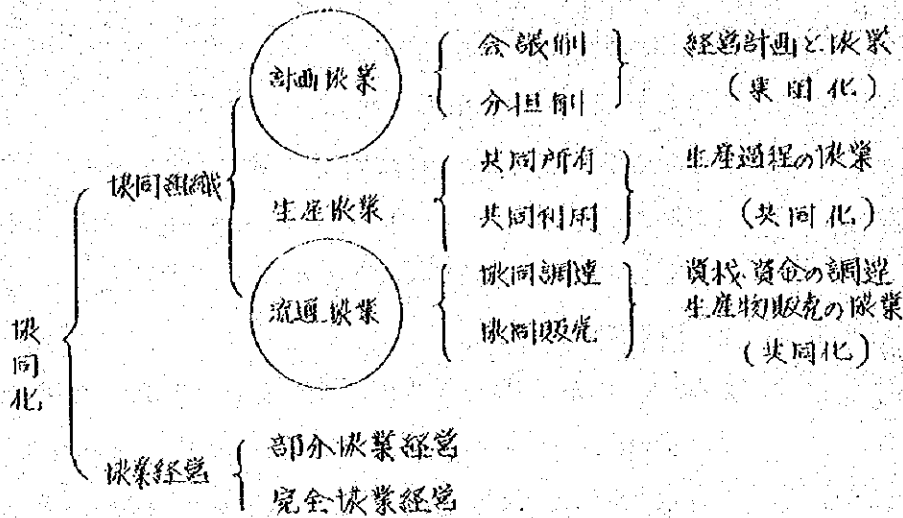 協同化
協同組織
計画協業
会議制
分担制
経営計画と協業
(集団化)
生産協業
共同所有
共同利用
生産過程の協業
(共同化)
流通協業
協同調達
協同販売
資材、資金の調達
生産物販売の協業
(共同化)
協業経営
部分協業経営
完全協業経営